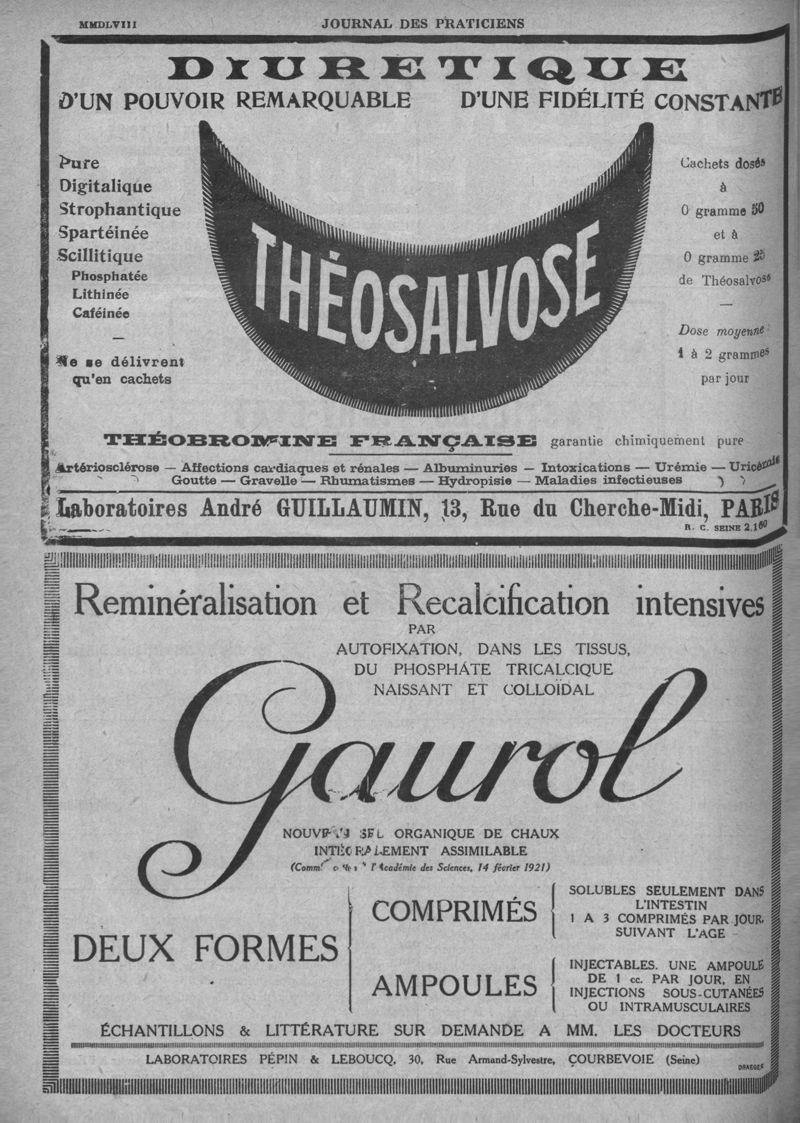 MMDLVIII
JOURNAL DES PRATICIENS
DIURETIQUE
D'UN POUVOIR REMARQUABLE D'UNE FIDÉLITÉ CONSTANTE
Pure
Digitalique
Strophantique
Spartéinée
Scillitique
Phosphatée
Lithinée
Caféinée
—
Ne se délivrent
qu'en cachets
THÉOSALVOSE
Cachets dosés
à
0 gramme 50
et à
0 gramme 25
de Théosalvose
—
Dose moyenne
1 à 2 grammes
par jour
THÉOBROMINE FRANÇAISE garantie chimiquement pure
Artériosclérose — Affections cardiaques et rénales — Albuminuries — Intoxications — Urémie — Uricémie
Goutte — Gravelle — Rhumatismes — Hydropisie — Maladies infectieuses
Laboratoires André GUILLAUMIN, 13, Rue du Cherche-Midi, PARIS
R. C. SEINE 2.160
Reminéralisation et Recalcification intensives
PAR
AUTOFIXATION, DANS LES TISSUS,
DU PHOSPHATE TRICALCIQUE
NAISSANT ET COLLOÏDAL
Gaurol
NOUVEAU SEL ORGANIQUE DE CHAUX
INTÉGRALEMENT ASSIMILABLE
l'Académie des Sciences, 14 février 1921)
DEUX FORMES
COMPRIMÉS
SOLUBLES SEULEMENT DANS
L'INTESTIN
1 A 3 COMPRIMÉS PAR JOUR,
SUIVANT L'AGE
AMPOULES
INJECTABLES. UNE AMPOULE
DE 1 cc. PAR JOUR, EN
INJECTIONS SOUS-CUTANÉES
OU INTRAMUSCULAIRES
ÉCHANTILLONS & LITTÉRATURE SUR DEMANDE A MM. LES DOCTEURS
LABORATOIRES PÉPIN & LEBOUCQ, 30, Rue Armand-Sylvestre, COURBEVOIE (Seine)
DRAEGER